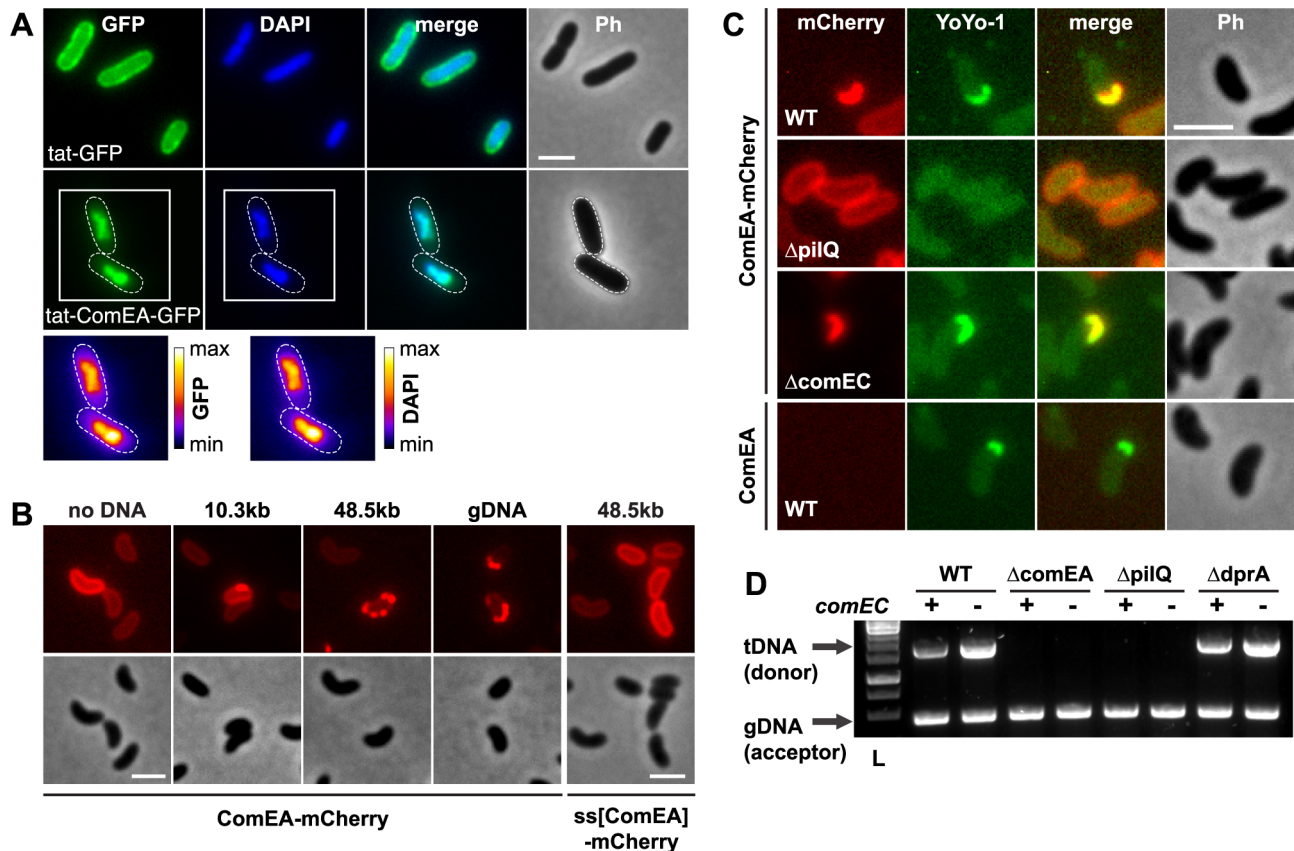 A
GFP DAPI merge Ph
tat-GFP
tat-ComEA-GFP
max
GFP
min
max
DAPI
min
B
no DNA 10.3kb 48.5kb gDNA 48.5kb
ComEA-mCherry
ss[ComEA]
-mCherry
C
mCherry YoYo-1 merge Ph
ComEA-mCherry
WT
ΔpilQ
ΔcomEC
ComEA
WT
D
WT ΔcomEA ΔpilQ ΔdprA
comEC + - + - + - + -
tDNA
(donor)
gDNA
(acceptor)
L